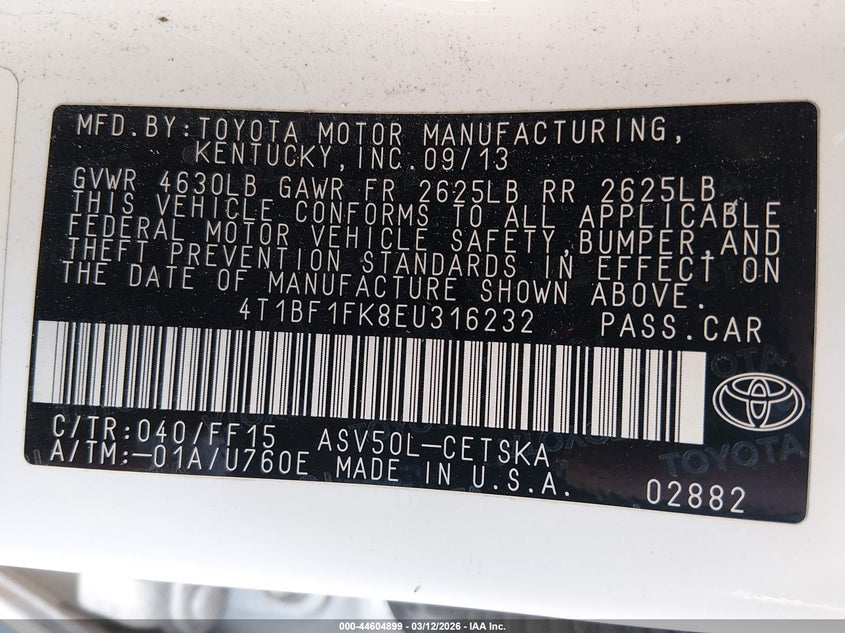 MFD.BY:TOYOTA MOTOR MANUFACTURING,
KENTUCKY,INC.09/13
GVWR 4630LB GAWR FR 2625LB RR 2625LB
THIS VEHICLE CONFORMS TO ALL APPLICABLE
FEDERAL MOTOR VEHICLE SAFETY,BUMPER,AND
THEFT PREVENTION STANDARDS IN EFFECT ON
THE DATE OF MANUFACTURE SHOWN ABOVE.
4T1BF1FK8EU316232 PASS.CAR
C/TR:040/FF15 ASV50L-CETSKA
A/TM:-01A/U760E MADE IN U.S.A.
02882
TOYOTA
000-44604899 - 03/12/2026 - IAA Inc.